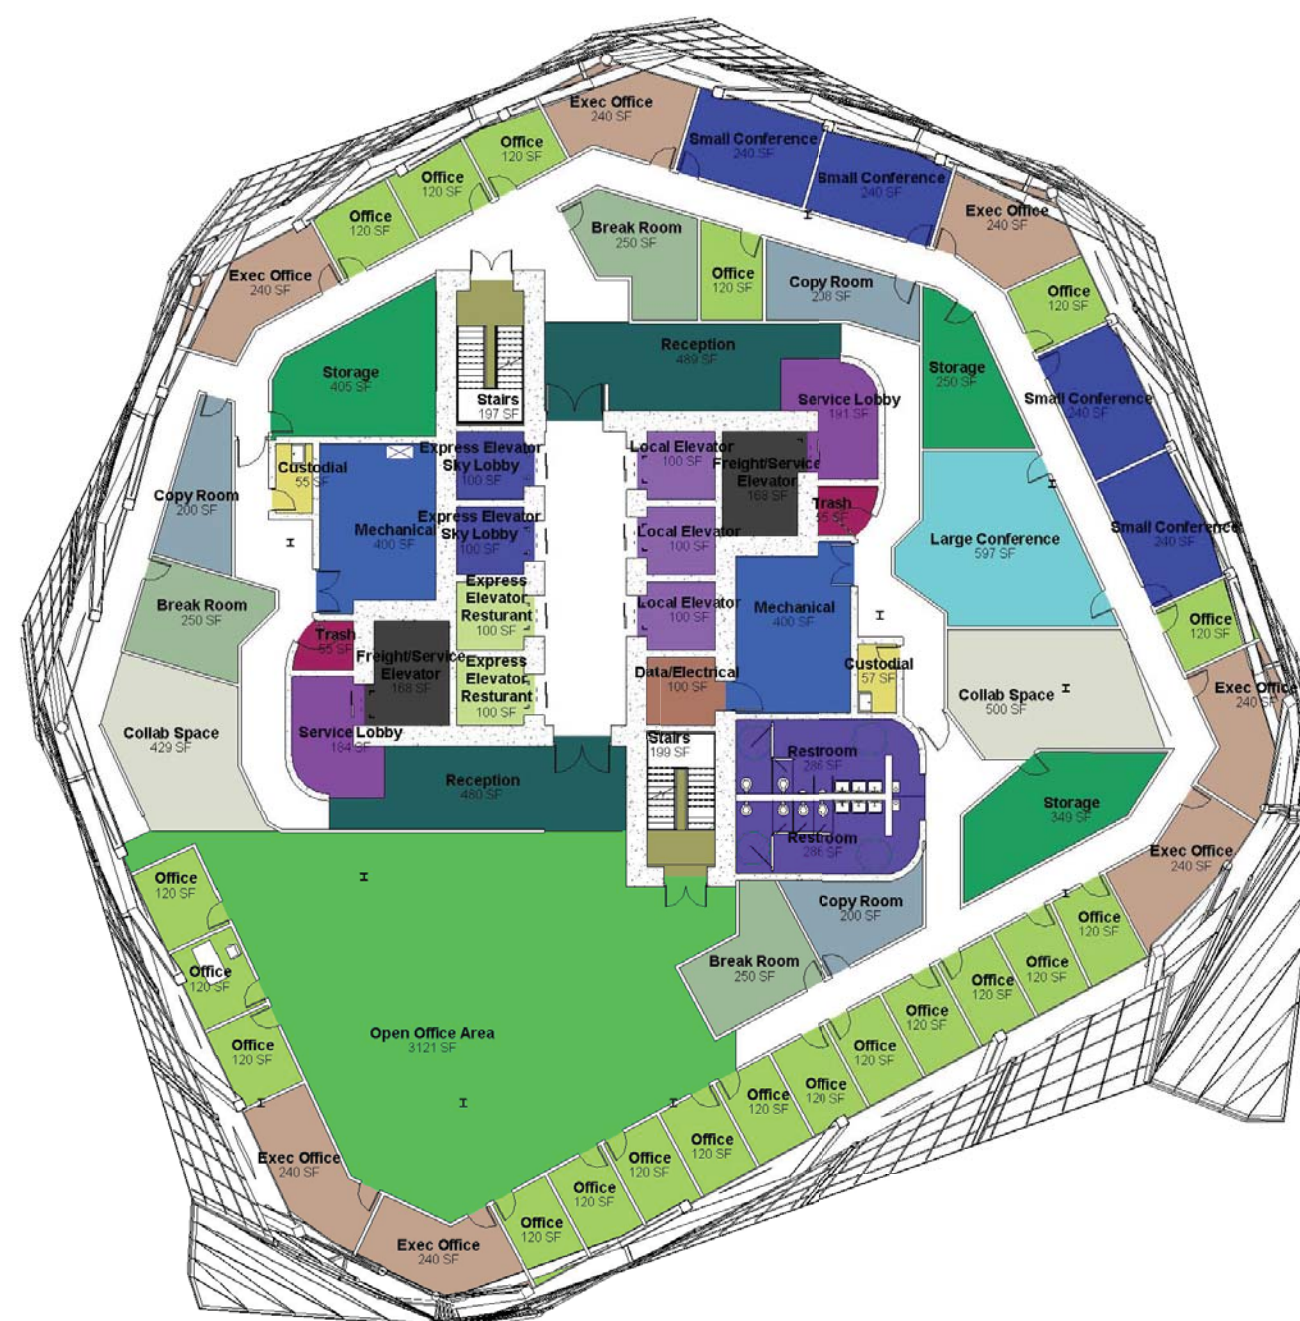 Exec Office
240 SF
Small Conference
240 SF
Office
120 SF
Office
120 SF
Small Conference
240 SF
Office
120 SF
Exec Office
240 SF
Break Room
250 SF
Exec Office
240 SF
Office
120 SF
Copy Room
208 SF
Office
120 SF
Reception
489 SF
Storage
405 SF
Storage
250 SF
Stairs
197 SF
Service Lobby
191 SF
Small Conference
240 SF
Express Elevator
Sky Lobby
100 SF
Local Elevator
100 SF
Freight/Service
Elevator
168 SF
Custodial
55 SF
Copy Room
200 SF
Trash
55 SF
Mechanical
400 SF
Express Elevator
Sky Lobby
100 SF
Local Elevator
100 SF
Large Conference
597 SF
Small Conference
240 SF
Break Room
250 SF
Express
Elevator
Resturant
100 SF
Local Elevator
100 SF
Mechanical
400 SF
Office
120 SF
Trash
55 SF
Freight/Service
Elevator
168 SF
Express
Elevator
Resturant
100 SF
Data/Electrical
100 SF
Custodial
57 SF
Collab Space
500 SF
Exec Office
240 SF
Collab Space
429 SF
Service Lobby
184 SF
Stairs
199 SF
Restroom
286 SF
Reception
480 SF
Storage
349 SF
Restroom
286 SF
Exec Office
240 SF
Office
120 SF
Copy Room
200 SF
Office
120 SF
Office
120 SF
Break Room
250 SF
Office
120 SF
Office
120 SF
Office
120 SF
Open Office Area
3121 SF
Office
120 SF
Office
120 SF
Office
120 SF
Office
120 SF
Office
120 SF
Exec Office
240 SF
Office
120 SF
Office
120 SF
Office
120 SF
Exec Office
240 SF